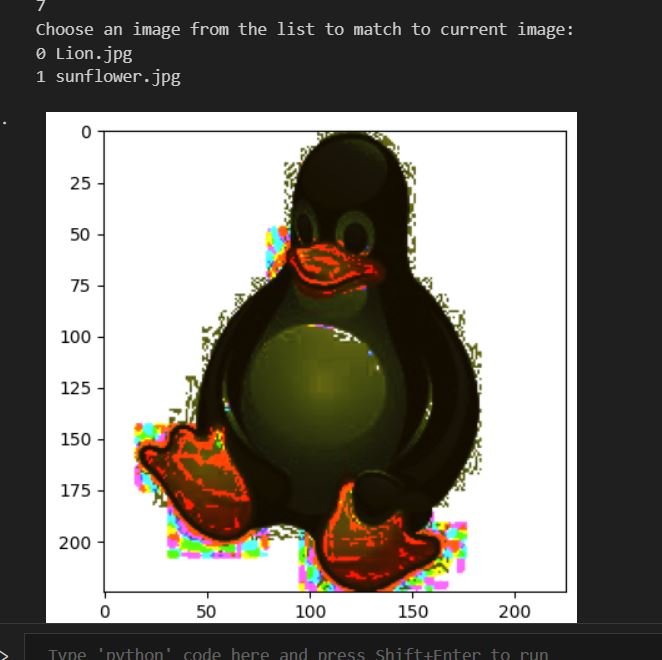 7
Choose an image from the list to match to current image:
0 Lion.jpg
1 sunflower.jpg
0
25
50
75
100
125
150
175
200
0 50 100 150 200
> Type 'python' code here and press Shift+Enter to run